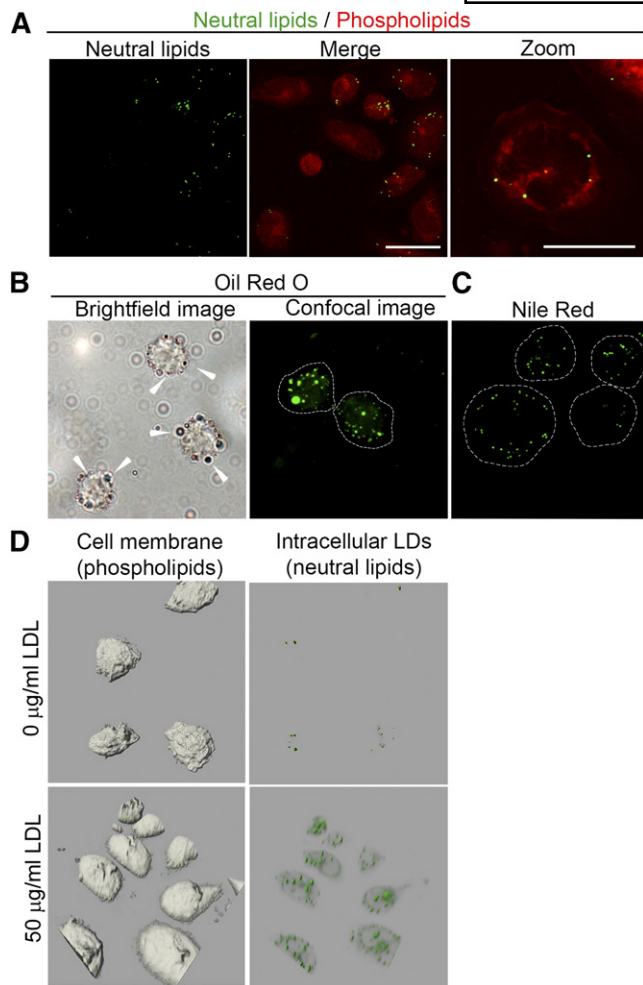 A
Neutral lipids / Phospholipids
Neutral lipids Merge Zoom
B
Oil Red O
C
Brightfield image Confocal image Nile Red
D
Cell membrane (phospholipids)
Intracellular LDs (neutral lipids)
0 µg/ml LDL
50 µg/ml LDL